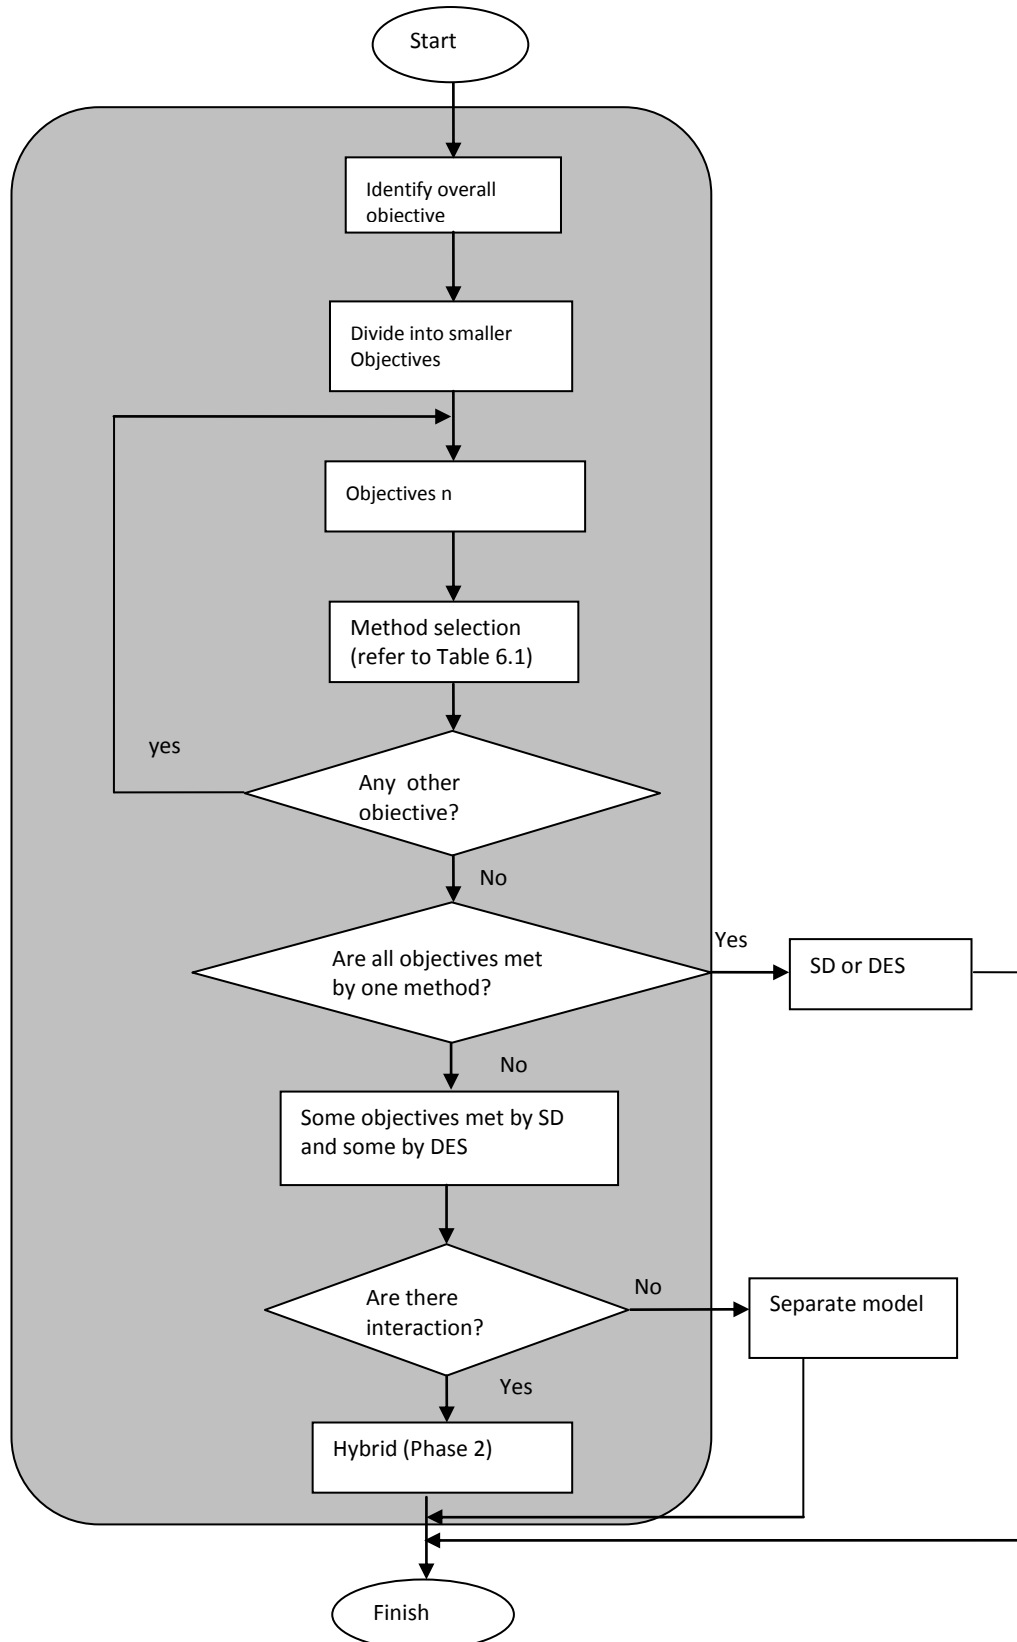 Start
Identify overall
obiective
Divide into smaller
Objectives
Objectives n
Method selection
(refer to Table 6.1)
yes
Any other
obiective?
No
Are all objectives met
by one method?
Yes
SD or DES
No
Some objectives met by SD
and some by DES
Are there
interaction?
No
Separate model
Yes
Hybrid (Phase 2)
Finish